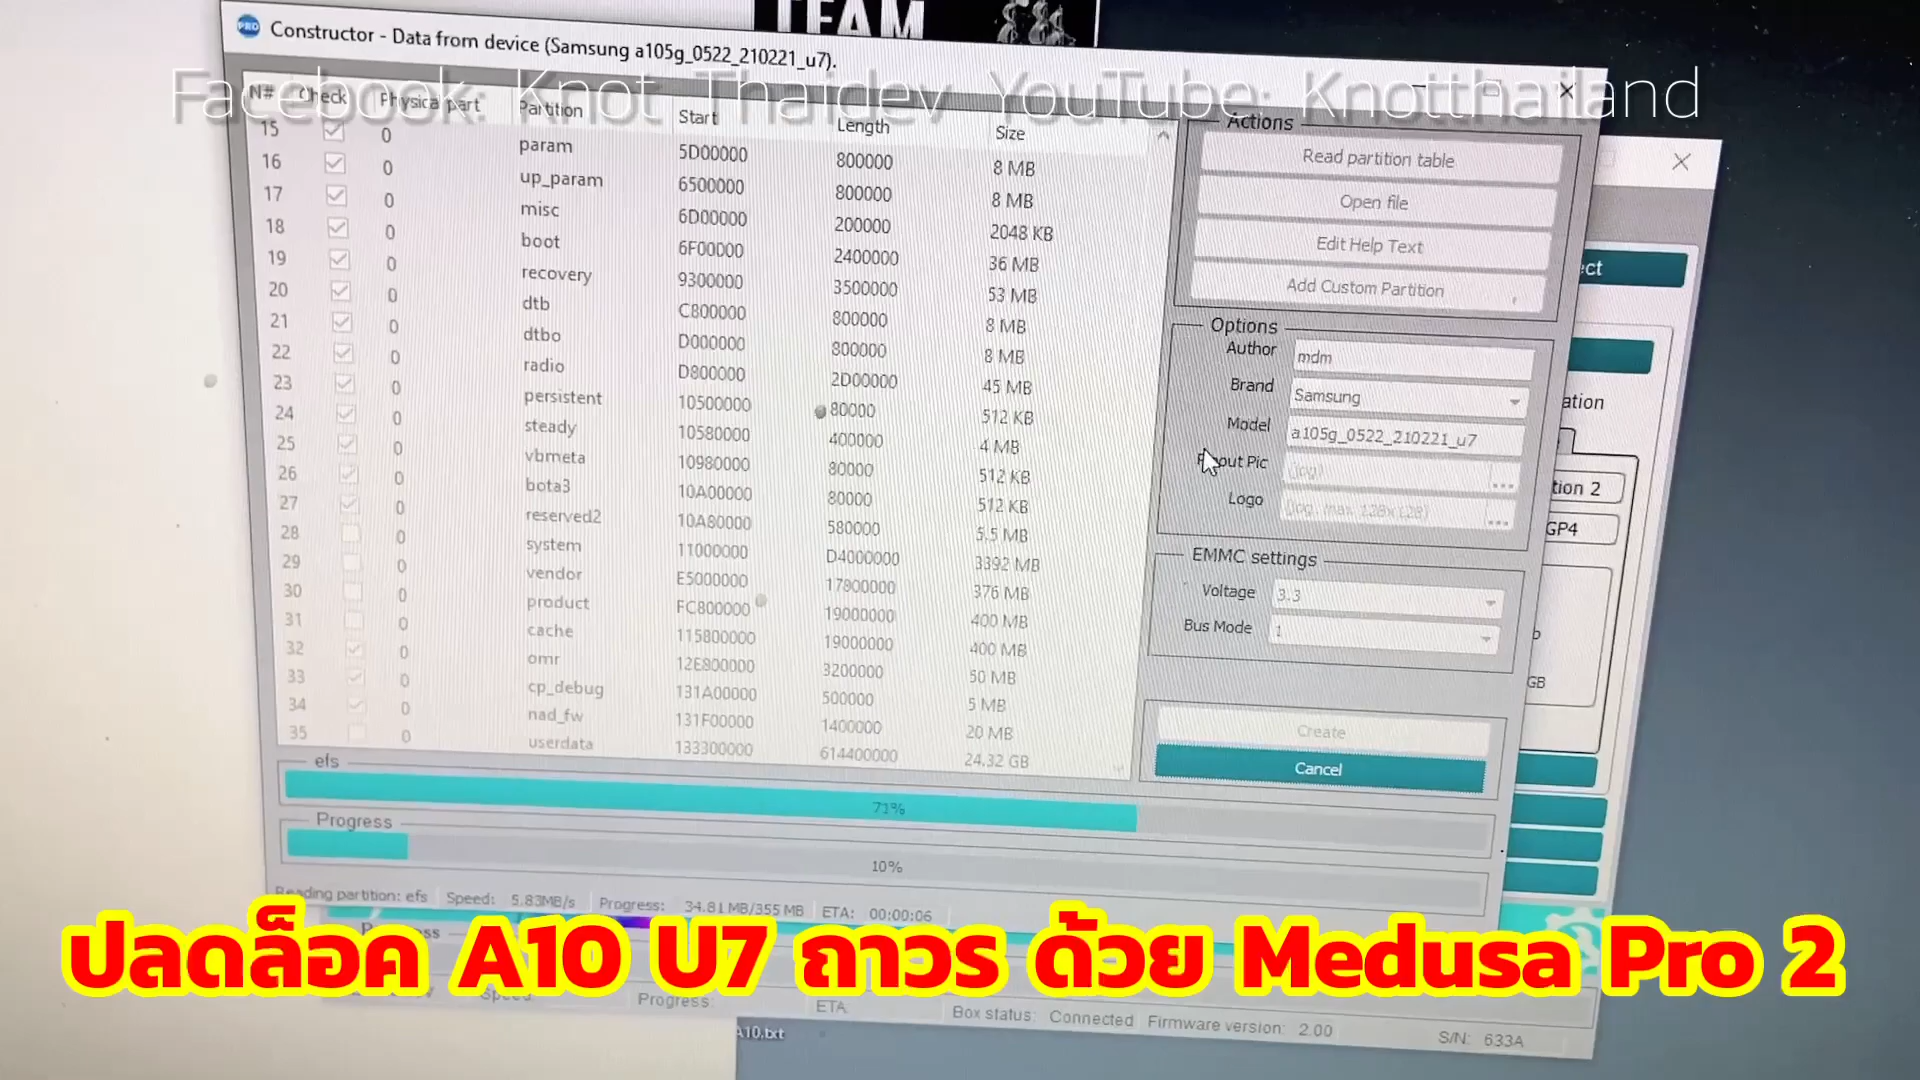 TEAM
Constructor - Data from device (Samsung a105g_0522_210221_u7).
Facebook: Knot Thaidev YouTube: Knotthailand
N# Check Physical part Partition Start Length Size
15 0 param 5D00000 800000 8 MB
16 0 up_param 6500000 800000 8 MB
17 0 misc 6D00000 200000 2048 KB
18 0 boot 6F00000 2400000 36 MB
19 0 recovery 9300000 3500000 53 MB
20 0 dtb C800000 800000 8 MB
21 0 dtbo D000000 800000 8 MB
22 0 radio D800000 2D00000 45 MB
23 0 persistent 10500000 80000 512 KB
24 0 steady 10580000 400000 4 MB
25 0 vbmeta 10980000 80000 512 KB
26 0 bota3 10A00000 80000 512 KB
27 0 reserved2 10A80000 580000 5.5 MB
28 0 system 11000000 D4000000 3392 MB
29 0 vendor E5000000 17800000 376 MB
30 0 product FC800000 19000000 400 MB
31 0 cache 115800000 19000000 400 MB
32 0 omr 12E800000 3200000 50 MB
33 0 cp_debug 131A00000 500000 5 MB
34 0 nad_fw 131F00000 1400000 20 MB
35 0 userdata 133300000 614400000 24.32 GB
Actions
Read partition table
Open file
Edit Help Text
Add Custom Partition
Options
Author mdm
Brand Samsung
Model a105g_0522_210221_u7
Pinout Pic (jpg) ...
Logo (jpg, max. 128x128) ...
EMMC settings
Voltage 3.3
Bus Mode 1
Create
Cancel
GP4
GB
efs
71%
Progress
10%
Reading partition: efs Speed: 5.83MB/s Progress: 34.81 MB/355 MB ETA: 00:00:06
ปลดล็อค A10 U7 ถาวร ด้วย Medusa Pro 2
Speed: Progress: ETA: Box status: Connected Firmware version: 2.00 S/N: 633A
A10.txt